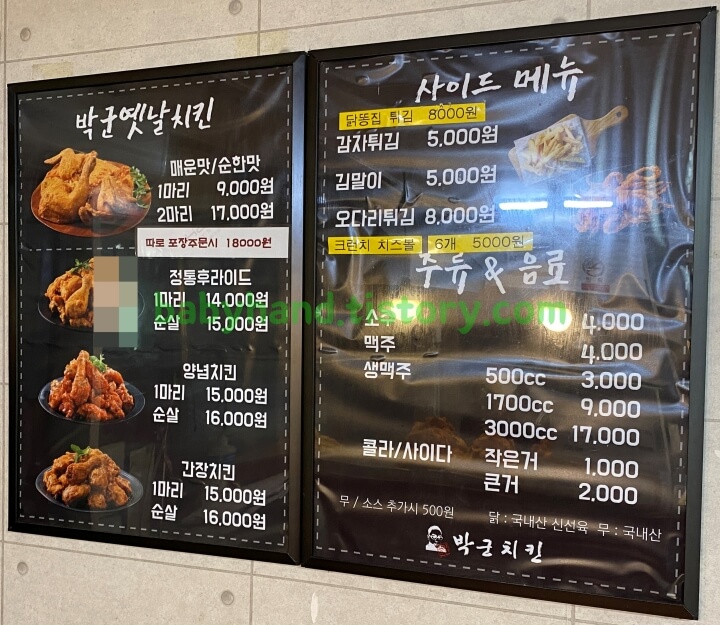 박군옛날치킨
매운맛/순한맛
1마리 9,000원
2마리 17,000원
따로 포장주문시 18000원
정통후라이드
1마리 14,000원
순살 15,000원
양념치킨
1마리 15,000원
순살 16,000원
간장치킨
1마리 15,000원
순살 16,000원
사이드 메뉴
닭똥집 튀김 8000원
감자튀김 5,000원
김말이 5,000원
오다리튀김 8,000원
크런치 치즈볼 6개 5000원
주류 & 음료
소주 4.000
맥주 4.000
생맥주 500cc 3.000
1700cc 9.000
3000cc 17.000
콜라/사이다 작은거 1.000
큰거 2.000
무 / 소스 추가시 500원 닭 : 국내산 신선육 무 : 국내산
박군치킨
babynand.tistory.com